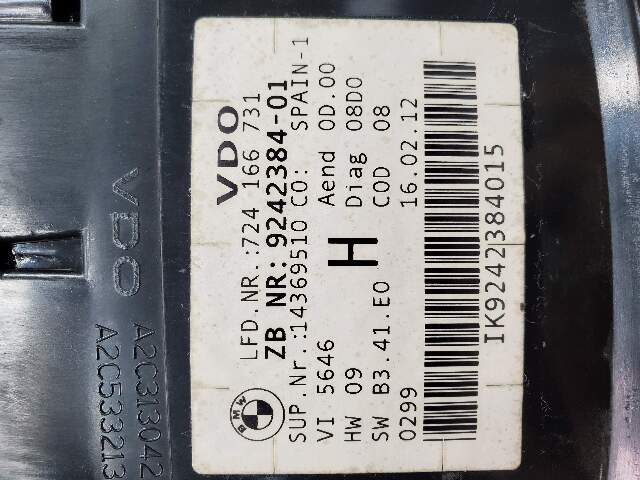 VDO
LFD.NR.:724 166 731
ZB NR:9242384-01
SUP.Nr.:14369510 CO: SPAIN-1
VI 5646 Aend 0D.00
HW 09 H Diag 08D0
SW B3.41.E0 COD 08
0299 16.02.12
IK9242384015
BMW
VDO
A2C313042
A2C533213